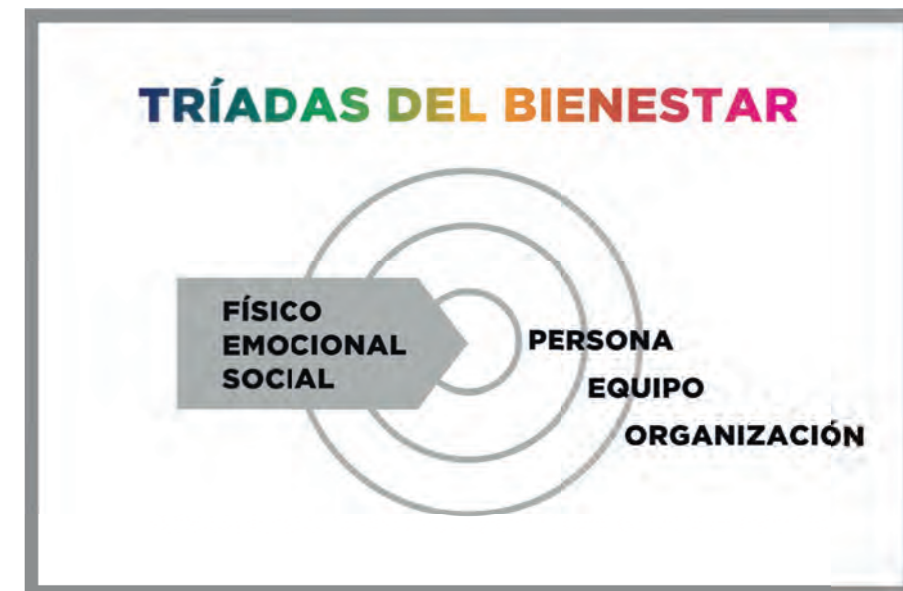 TRÍADAS DEL BIENESTAR
FÍSICO
EMOCIONAL
SOCIAL
PERSONA
EQUIPO
ORGANIZACIÓN